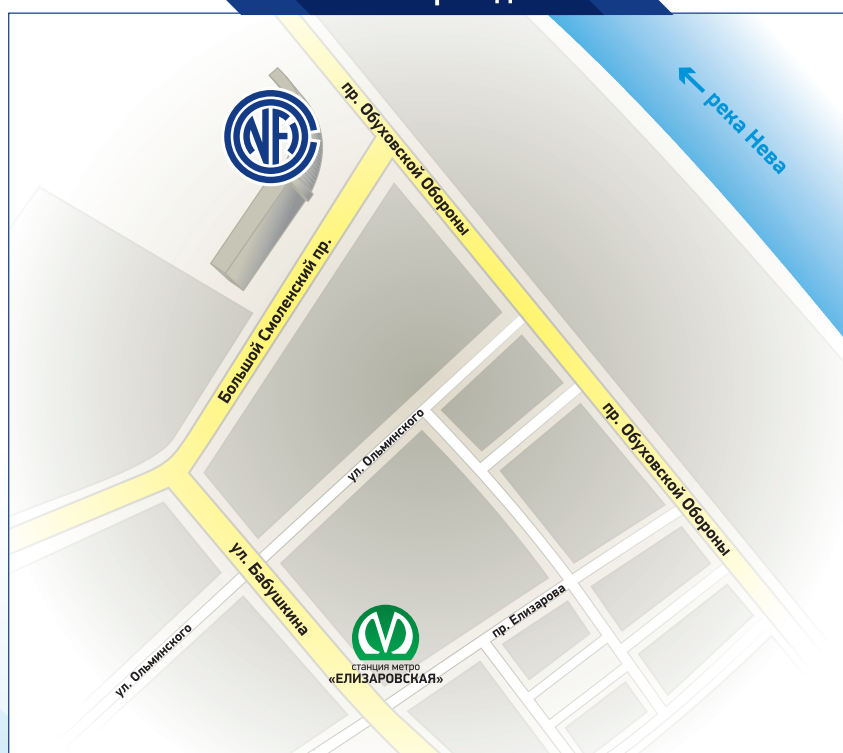 пр. Обуховской Обороны
река Нева
NF
Большой Смоленский пр.
ул. Ольминского
пр. Обуховской Обороны
ул. Бабушкина
пр. Елизарова
ул. Ольминского
станция метро
«ЕЛИЗАРОВСКАЯ»